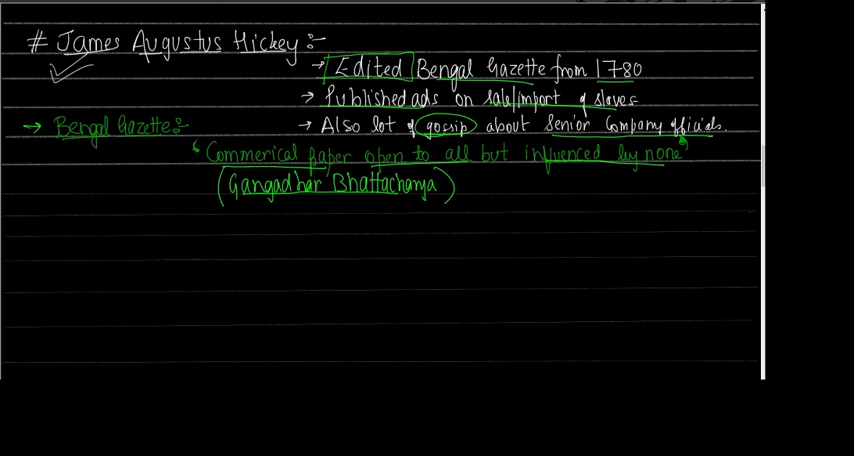 # James Augustus Hickey :-
→ Edited Bengal Gazette from 1780
→ Published ads on sale/import of slaves
→ Bengal Gazette :-
→ Also lot of gossip about Senior Company officials.
‘ Commerical paper open to all but influenced by none’
(Gangadhar Bhattacharya)